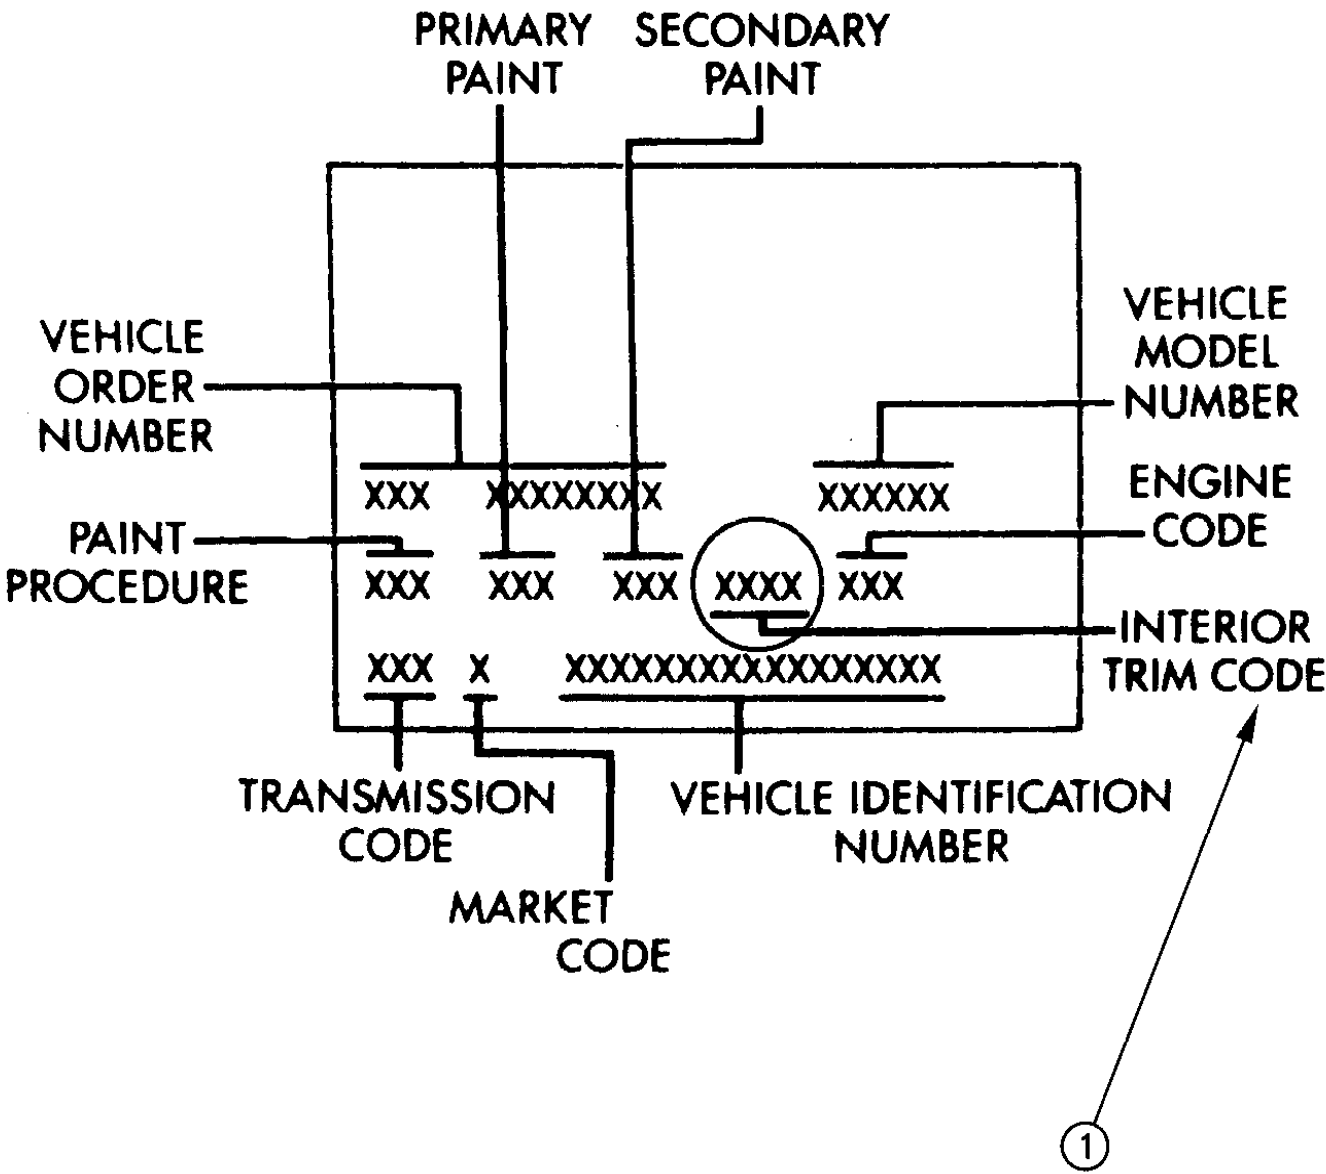 PRIMARY PAINT
SECONDARY PAINT
VEHICLE ORDER NUMBER
VEHICLE MODEL NUMBER
XXX XXXXXXXX XXXXXX
ENGINE CODE
PAINT PROCEDURE
XXX XXX XXX XXXX XXX
INTERIOR TRIM CODE
XXX X XXXXXXXXXXXXXXXXX
TRANSMISSION CODE
VEHICLE IDENTIFICATION NUMBER
MARKET CODE
1